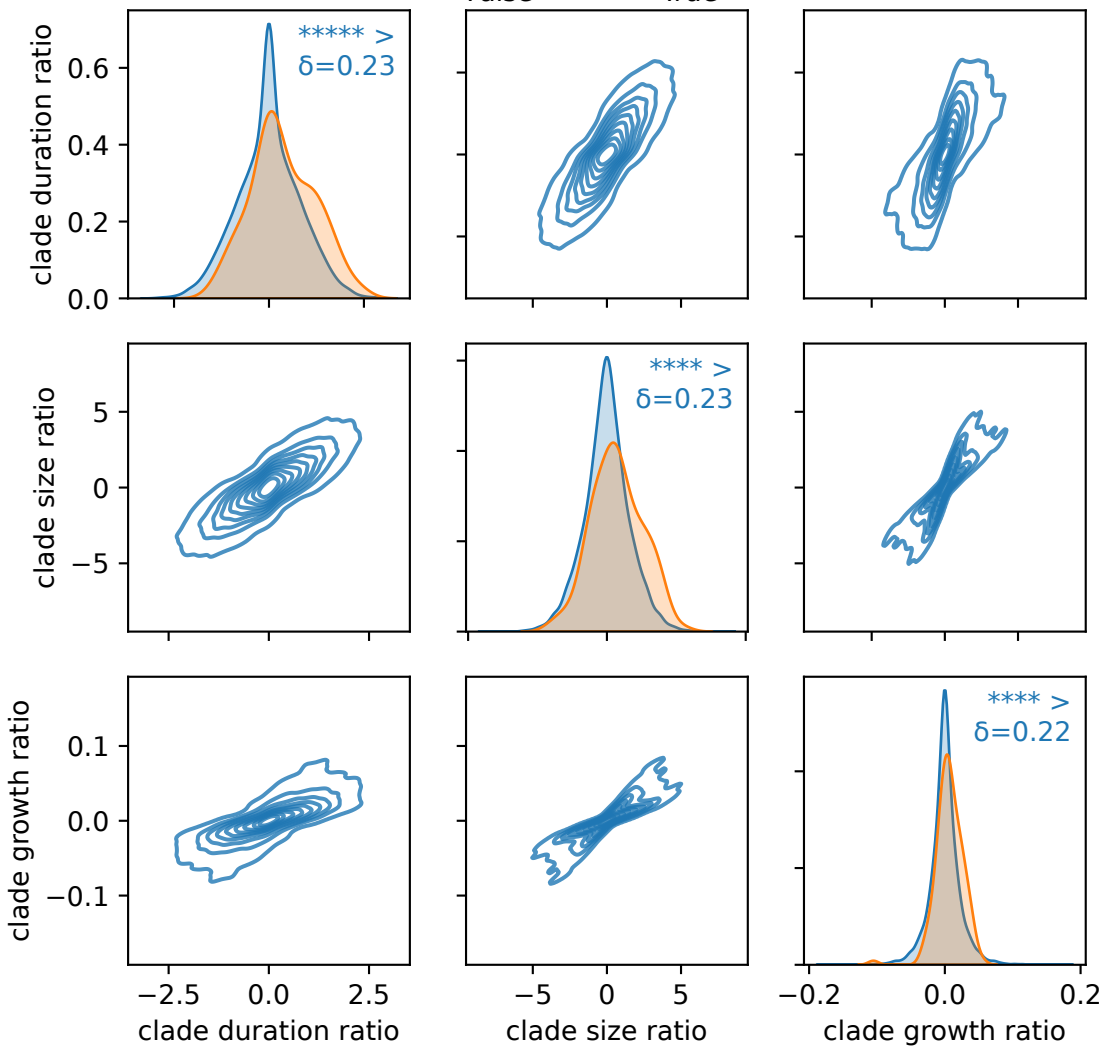 ***** >
δ=0.23
clade duration ratio
0.6
0.4
0.2
0.0
**** >
δ=0.23
clade size ratio
5
0
−5
**** >
δ=0.22
clade growth ratio
0.1
0.0
−0.1
−2.5 0.0 2.5
−5 0 5
−0.2 0.0 0.2
clade duration ratio
clade size ratio
clade growth ratio